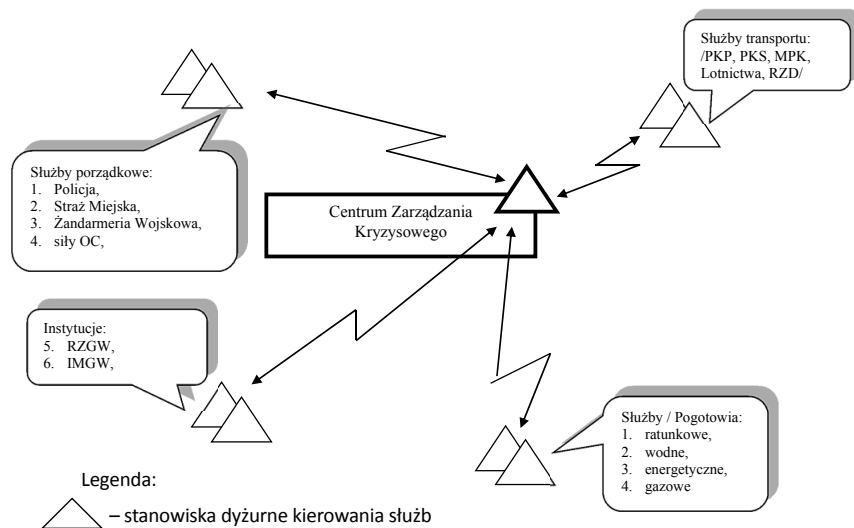 Służby transportu:
/PKP, PKS, MPK,
Lotnictwa, RZD/
Służby porządkowe:
1. Policja,
2. Straż Miejska,
3. Żandarmeria Wojskowa,
4. siły OC,
Centrum Zarządzania
Kryzysowego
Instytucje:
5. RZGW,
6. IMGW,
Służby / Pogotowia:
1. ratunkowe,
2. wodne,
3. energetyczne,
4. gazowe
Legenda:
– stanowiska dyżurne kierowania służb